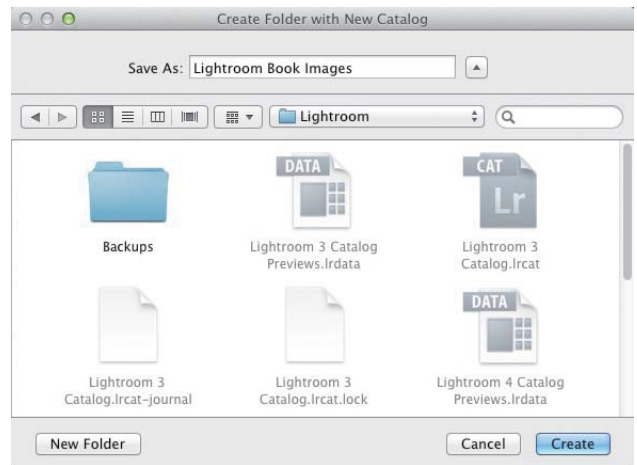 Create Folder with New Catalog
Save As: Lightroom Book Images
Lightroom
DATA
CAT
Lr
Backups
Lightroom 3 Catalog
Previews.lrdata
Lightroom 3
Catalog.lrcat
DATA
Lightroom 3
Catalog.lrcat-journal
Lightroom 3
Catalog.lrcat.lock
Lightroom 4 Catalog
Previews.lrdata
New Folder
Cancel
Create